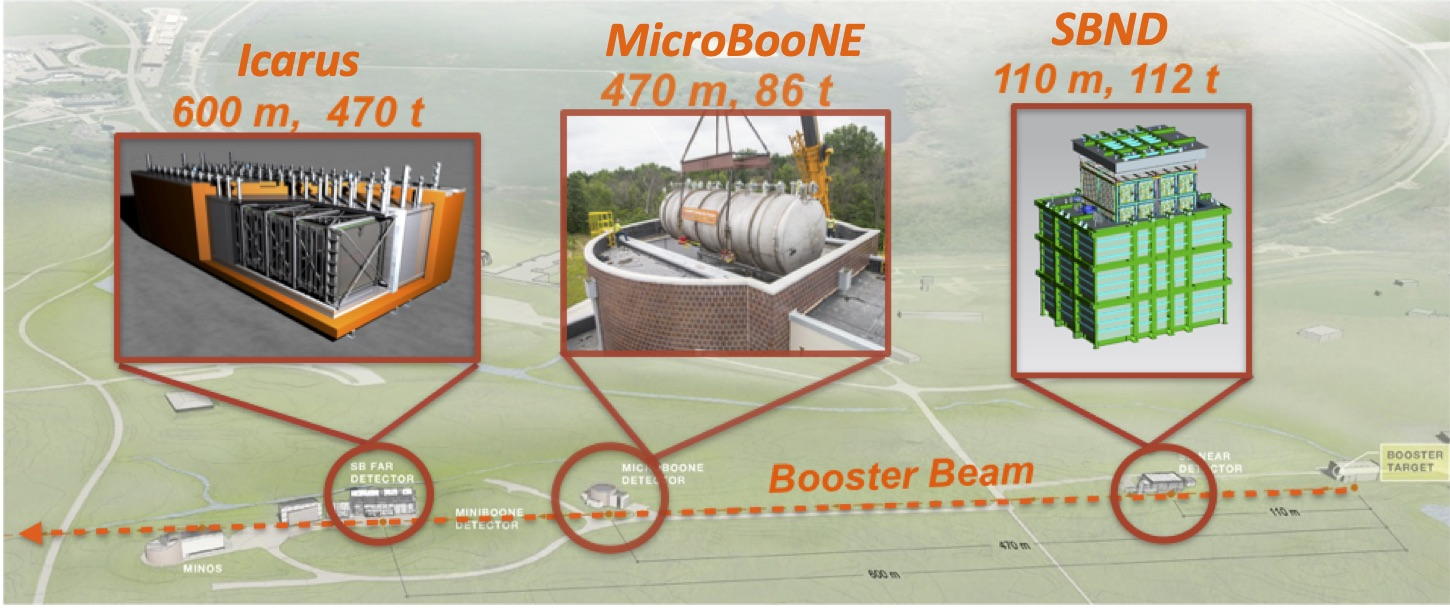 Icarus
600 m, 470 t
MicroBooNE
470 m, 86 t
SBND
110 m, 112 t
SB FAR
DETECTOR
MINIBOONE
DETECTOR
MINOS
MICROBOONE
DETECTOR
Booster Beam
NEAR
DETECTOR
BOOSTER
TARGET
110 m
470 m
600 m